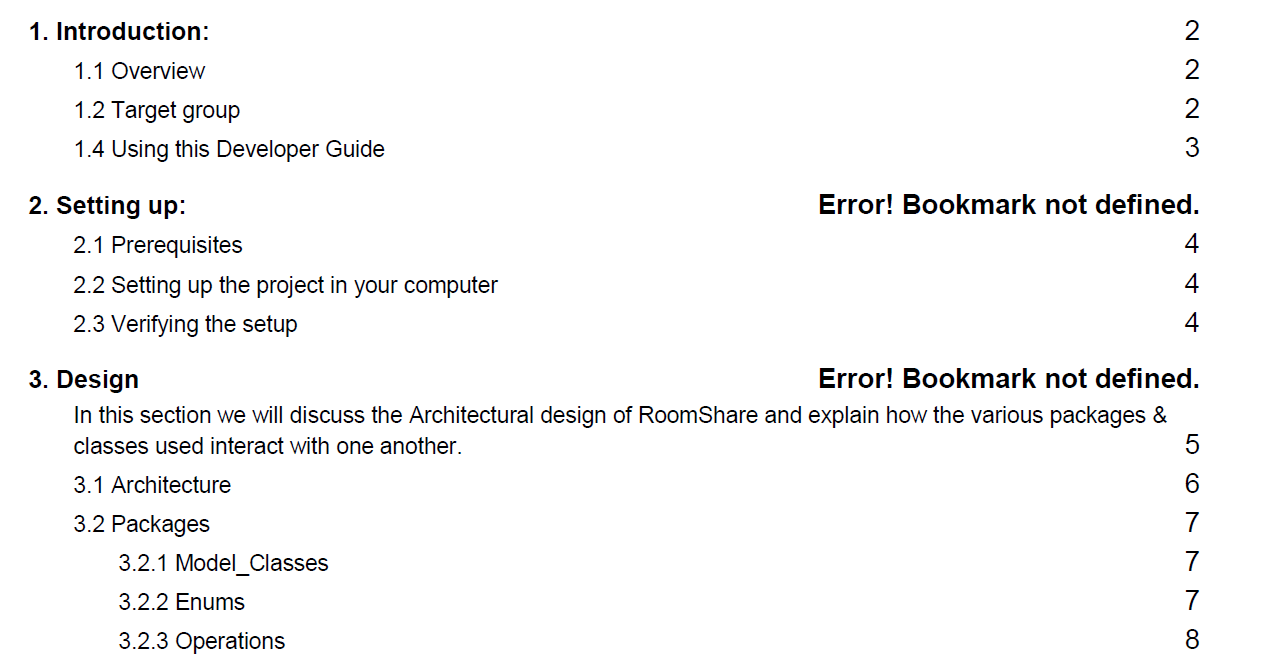 1. Introduction: 2
1.1 Overview 2
1.2 Target group 2
1.4 Using this Developer Guide 3
2. Setting up: Error! Bookmark not defined.
2.1 Prerequisites 4
2.2 Setting up the project in your computer 4
2.3 Verifying the setup 4
3. Design Error! Bookmark not defined.
In this section we will discuss the Architectural design of RoomShare and explain how the various packages &
classes used interact with one another. 5
3.1 Architecture 6
3.2 Packages 7
3.2.1 Model_Classes 7
3.2.2 Enums 7
3.2.3 Operations 8